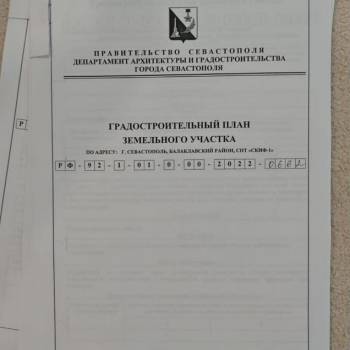 ПРАВИТЕЛЬСТВО СЕВАСТОПОЛЯ
ДЕПАРТАМЕНТ АРХИТЕКТУРЫ И ГРАДОСТРОИТЕЛЬСТВА
ГОРОДА СЕВАСТОПОЛЯ
ГРАДОСТРОИТЕЛЬНЫЙ ПЛАН
ЗЕМЕЛЬНОГО УЧАСТКА
ПО АДРЕСУ: Г. СЕВАСТОПОЛЬ, БАЛАКЛАВСКИЙ РАЙОН, СНТ «СКИФ-1»
Р Ф - 9 2 - 1 - 0 1 - 0 - 0 0 - 2 0 2 2 -
Р